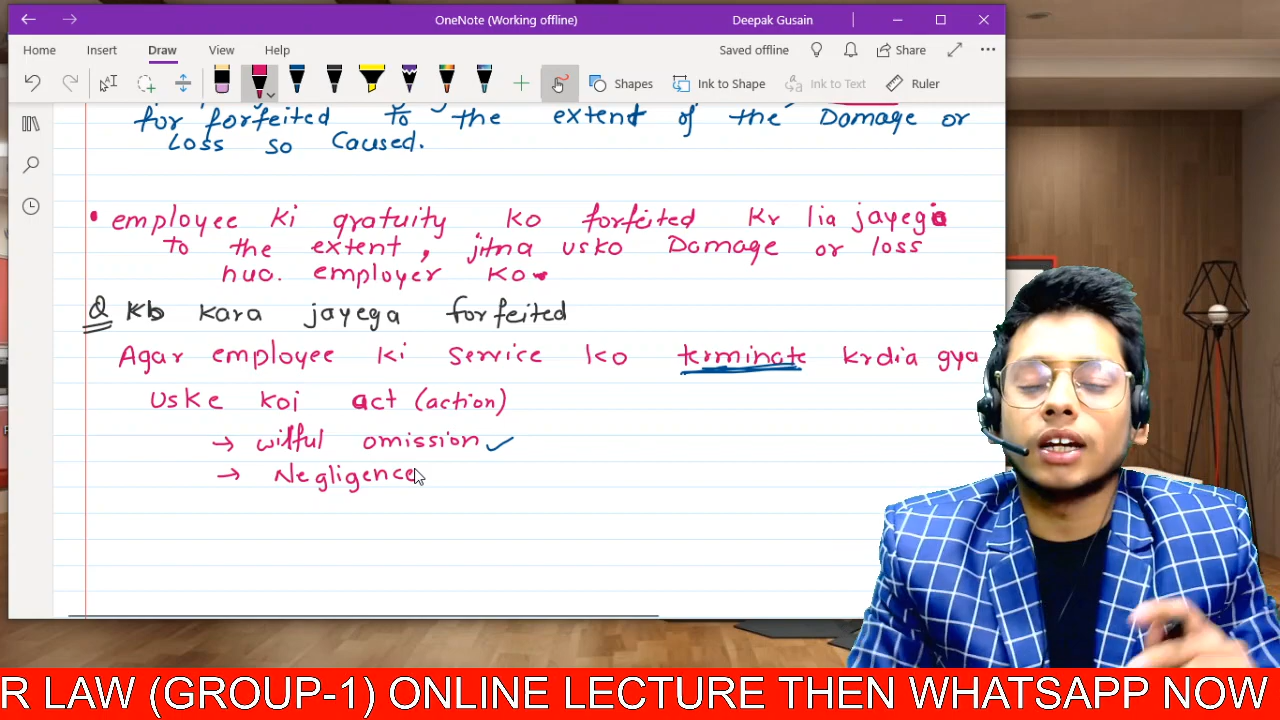 OneNote (Working offline)
Deepak Gusain
Home Insert Draw View Help
Saved offline
Share
Shapes
Ink to Shape
Ink to Text
Ruler
for forfeited to the extent of the Damage or
Loss so Caused.
• employee ki gratuity ko forfeited Kr lia jayega
to the extent, jitna usko Damage or loss
hua. employer ko.
Q Kb kara jayega forfeited
Agar employee ki Service ko terminate krdia gya
Uske koi act (action)
→ wilful omission ✓
→ Negligence
R LAW (GROUP-1) ONLINE LECTURE THEN WHATSAPP NOW